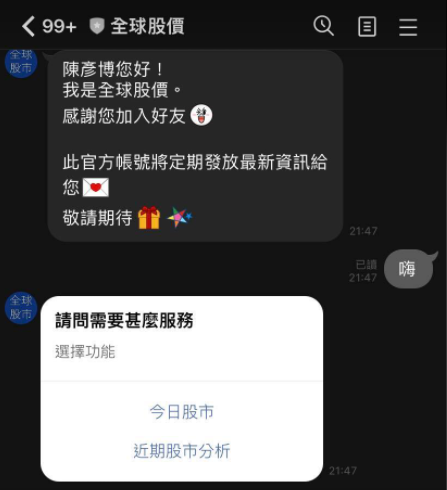 99+ 全球股價
全球
股市
陳彥博您好！
我是全球股價。
感謝您加入好友
此官方帳號將定期發放最新資訊給
您
敬請期待
21:47
已讀
21:47
嗨
全球
股市
請問需要甚麼服務
選擇功能
今日股市
近期股市分析
21:47